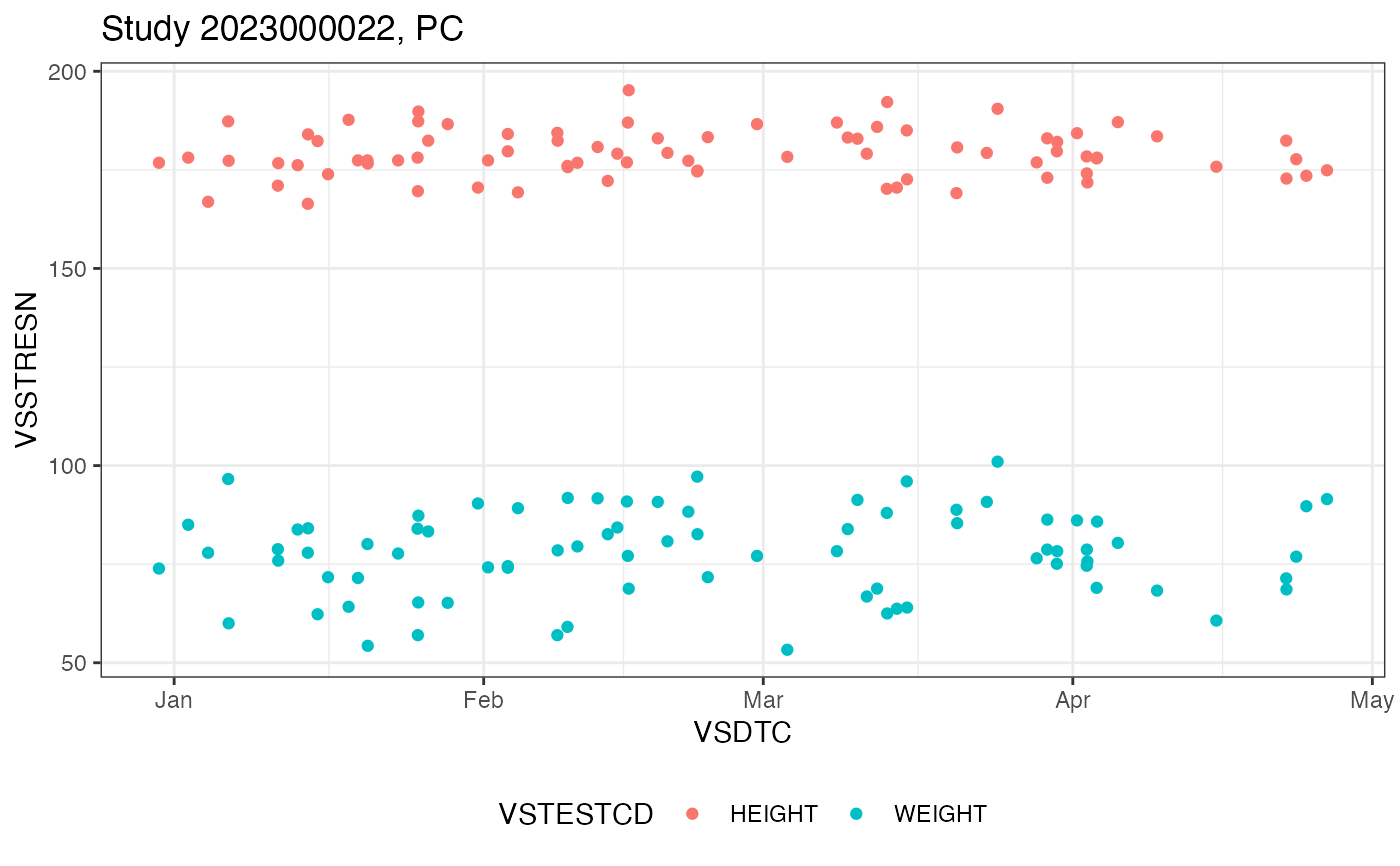 Study 2023000022, PC
200
150
100
50
VSSTRESN
Jan Feb Mar Apr May
VSDTC
VSTESTCD HEIGHT WEIGHT